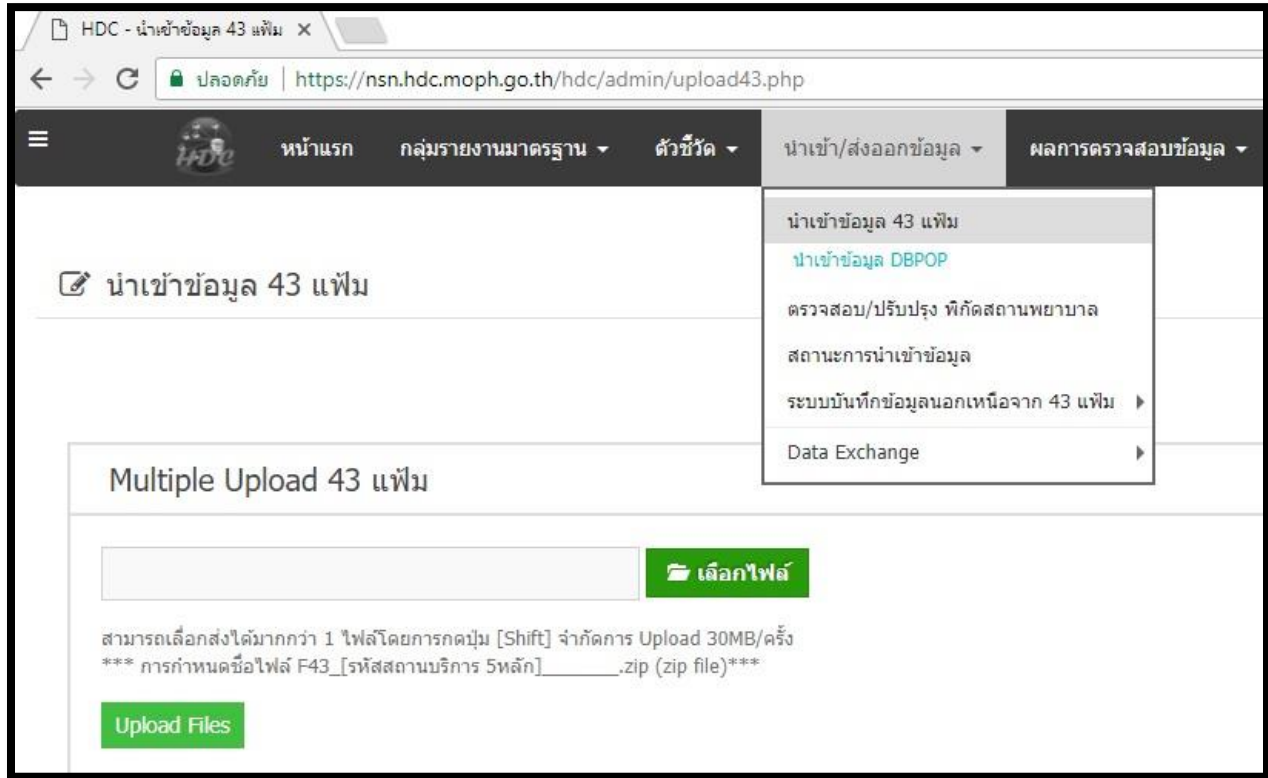 HDC - นำเข้าข้อมูล 43 แฟ้ม
ปลอดภัย | https://nsn.hdc.moph.go.th/hdc/admin/upload43.php
HDC หน้าแรก กลุ่มรายงานมาตรฐาน ตัวชี้วัด นำเข้า/ส่งออกข้อมูล ผลการตรวจสอบข้อมูล
นำเข้าข้อมูล 43 แฟ้ม
นำเข้าข้อมูล DBPOP
ตรวจสอบ/ปรับปรุง พิกัดสถานพยาบาล
สถานะการนำเข้าข้อมูล
ระบบบันทึกข้อมูลนอกเหนือจาก 43 แฟ้ม
Data Exchange
นำเข้าข้อมูล 43 แฟ้ม
Multiple Upload 43 แฟ้ม
เลือกไฟล์
สามารถเลือกส่งได้มากกว่า 1 ไฟล์โดยการกดปุ่ม [Shift] จำกัดการ Upload 30MB/ครั้ง
*** การกำหนดชื่อไฟล์ F43_[รหัสสถานบริการ 5หลัก]________.zip (zip file)***
Upload Files